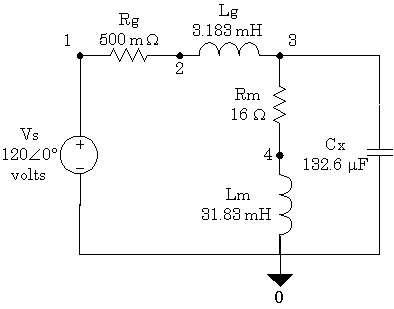 Lg
Rg
3.183 mH
1
500 mΩ
3
2
Rm
16 Ω
Vs
120∠0°
volts
+
−
4
Cx
132.6 μF
Lm
31.83 mH
0